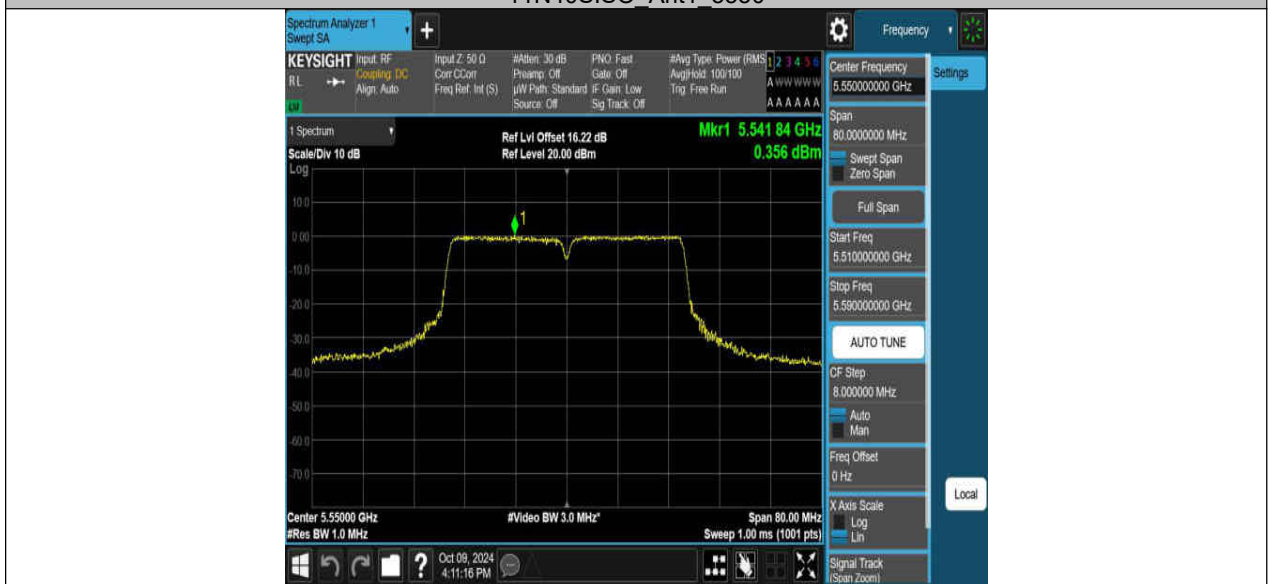 Spectrum Analyzer 1
Swept SA
+
Frequency
KEYSIGHT
RL
Input: RF
Coupling: DC
Align: Auto
Input Z: 50 Ω
Corr CCorr
Freq Ref: Int (S)
#Atten: 30 dB
Preamp: Off
µW Path: Standard
Source: Off
PNO: Fast
Gate: Off
IF Gain: Low
Sig Track: Off
#Avg Type: Power (RMS
Avg|Hold: 100/100
Trig: Free Run
1 2 3 4 5 6
A W W W W W
A A A A A A
1 Spectrum
Scale/Div 10 dB
Log
Ref Lvl Offset 16.22 dB
Ref Level 20.00 dBm
Mkr1 5.541 84 GHz
0.356 dBm
1
10.0
0.00
-10.0
-20.0
-30.0
-40.0
-50.0
-60.0
-70.0
Center 5.55000 GHz
#Res BW 1.0 MHz
#Video BW 3.0 MHz*
Span 80.00 MHz
Sweep 1.00 ms (1001 pts)
?
Oct 09, 2024
4:11:16 PM
Center Frequency
5.550000000 GHz
Settings
Span
80.0000000 MHz
Swept Span
Zero Span
Full Span
Start Freq
5.510000000 GHz
Stop Freq
5.590000000 GHz
AUTO TUNE
CF Step
8.000000 MHz
Auto
Man
Freq Offset
0 Hz
X Axis Scale
Log
Lin
Signal Track
(Span Zoom)
Local